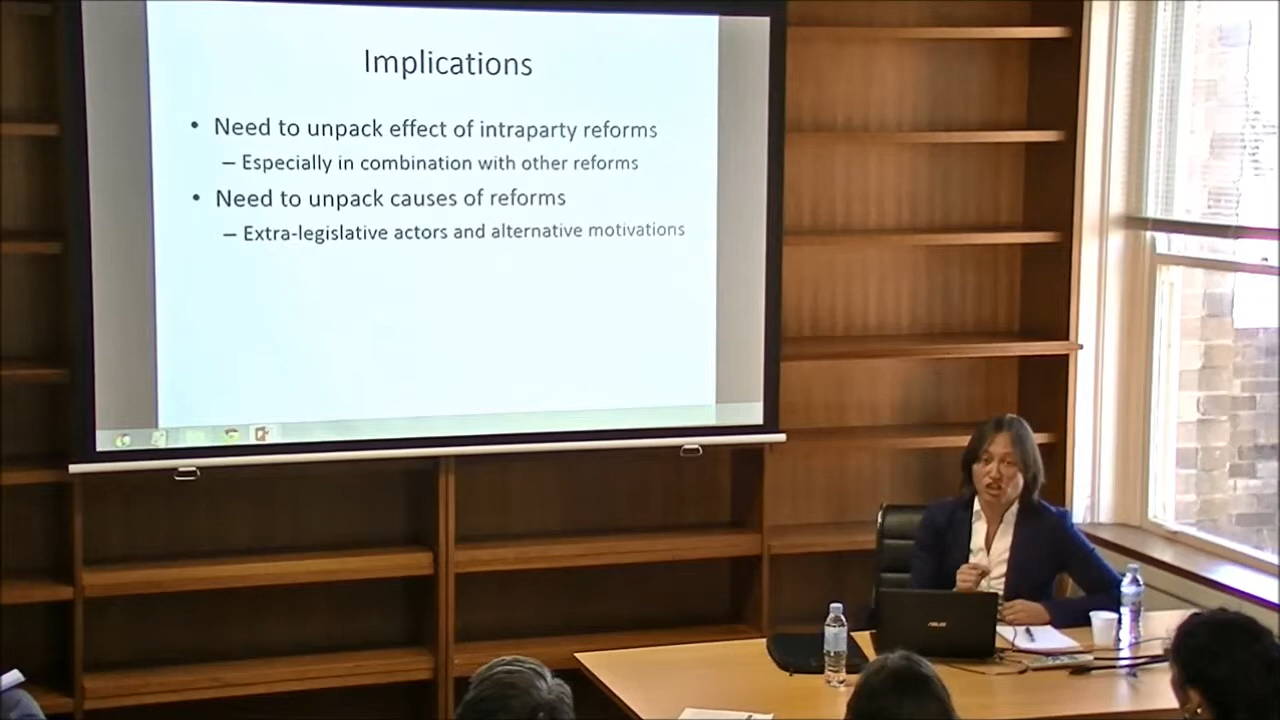 Implications
• Need to unpack effect of intraparty reforms
– Especially in combination with other reforms
• Need to unpack causes of reforms
– Extra-legislative actors and alternative motivations
ASUS